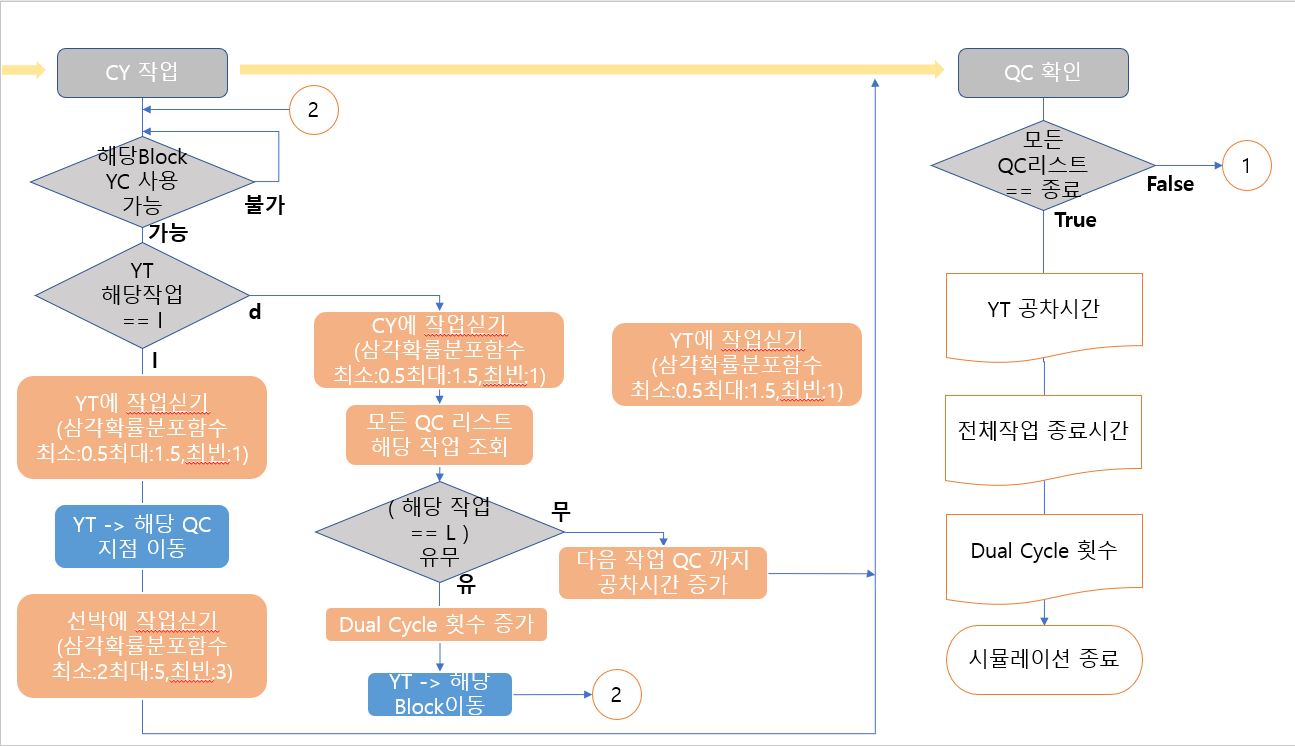 CY 작업
QC 확인
2
해당Block
YC 사용
가능
불가
가능
모든
QC리스트
== 종료
False
1
True
YT
해당작업
== l
d
l
CY에 작업싣기
(삼각확률분포함수
최소:0.5최대:1.5,최빈:1)
YT에 작업싣기
(삼각확률분포함수
최소:0.5최대:1.5,최빈:1)
YT 공차시간
YT에 작업싣기
(삼각확률분포함수
최소:0.5최대:1.5,최빈:1)
모든 QC 리스트
해당 작업 조회
전체작업 종료시간
YT -> 해당 QC
지점 이동
( 해당 작업
== L )
유무
무
유
다음 작업 QC 까지
공차시간 증가
Dual Cycle 횟수
선박에 작업싣기
(삼각확률분포함수
최소:2최대:5,최빈:3)
Dual Cycle 횟수 증가
YT -> 해당
Block이동
2
시뮬레이션 종료